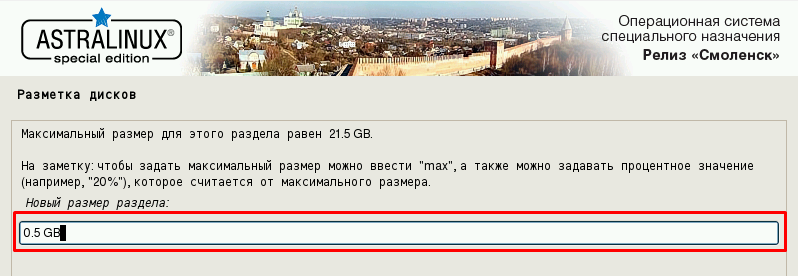 ASTRALINUX®
special edition
Операционная система
специального назначения
Релиз «Смоленск»
Разметка дисков
Максимальный размер для этого раздела равен 21.5 GB.
На заметку: чтобы задать максимальный размер можно ввести "max", а также можно задавать процентное значение
(например, "20%"), которое считается от максимального размера.
Новый размер раздела:
0.5 GB